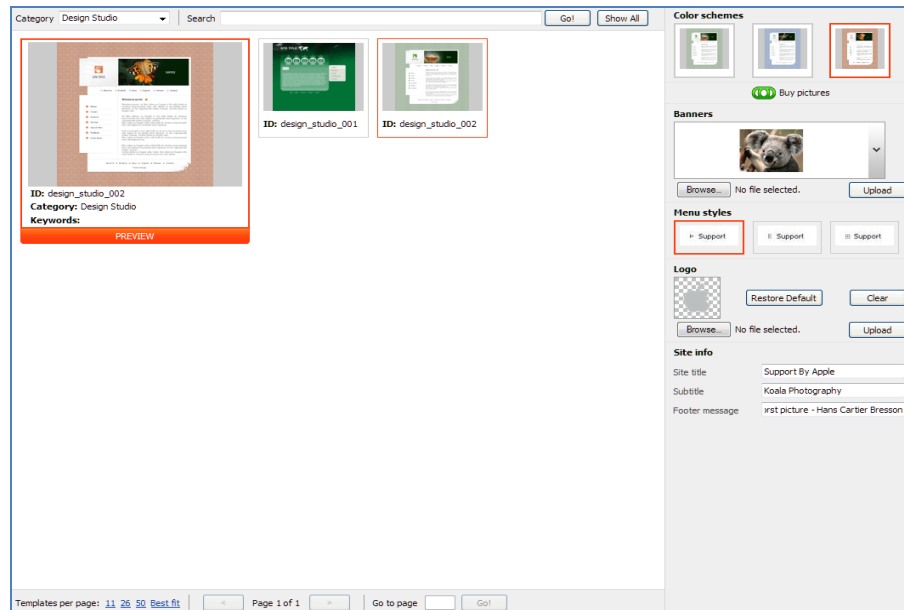 Category Design Studio Search Go! Show All
ID: design_studio_002
Category: Design Studio
Keywords:
PREVIEW
ID: design_studio_001
ID: design_studio_002
Color schemes
Buy pictures
Banners
Browse... No file selected. Upload
Menu styles
Support Support Support
Logo
Restore Default Clear
Browse... No file selected. Upload
Site info
Site title Support By Apple
Subtitle Koala Photography
Footer message picture - Hans Cartier Bresson
Templates per page: 11 26 50 Best fit < Page 1 of 1 > Go to page Go!